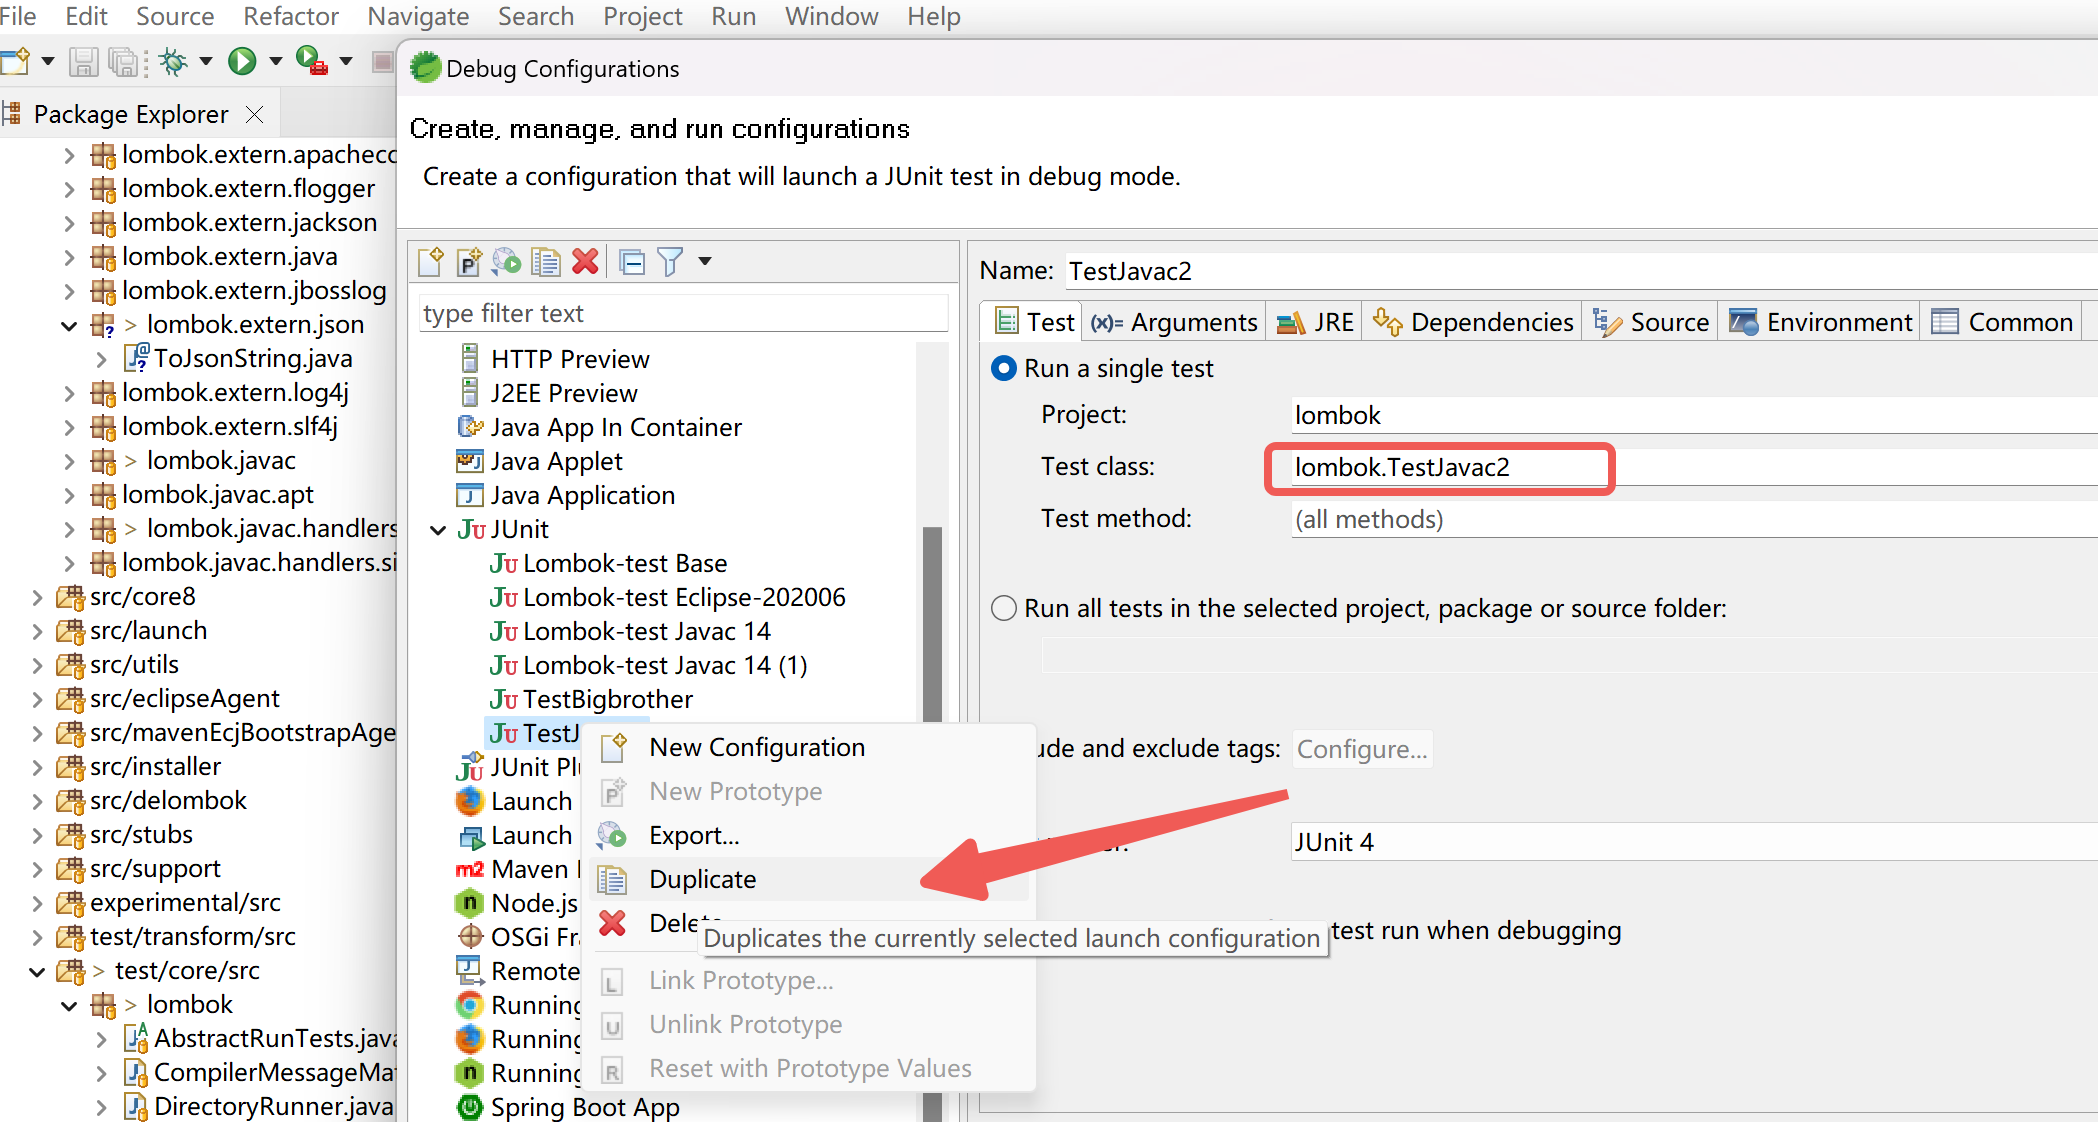 File Edit Source Refactor Navigate Search Project Run Window Help
Package Explorer
lombok.extern.apachecc
lombok.extern.flogger
lombok.extern.jackson
lombok.extern.java
lombok.extern.jbosslog
> lombok.extern.json
ToJsonString.java
lombok.extern.log4j
lombok.extern.slf4j
> lombok.javac
lombok.javac.apt
> lombok.javac.handlers
lombok.javac.handlers.si
src/core8
src/launch
src/utils
src/eclipseAgent
src/mavenEcjBootstrapAge
src/installer
src/delombok
src/stubs
src/support
experimental/src
test/transform/src
> test/core/src
> lombok
AbstractRunTests.java
CompilerMessageMat
DirectoryRunner.java
Debug Configurations
Create, manage, and run configurations
Create a configuration that will launch a JUnit test in debug mode.
type filter text
HTTP Preview
J2EE Preview
Java App In Container
Java Applet
Java Application
JUnit
Lombok-test Base
Lombok-test Eclipse-202006
Lombok-test Javac 14
Lombok-test Javac 14 (1)
TestBigbrother
TestJ
JUnit Plu
Launch
Launch
Maven
Node.js
OSGi Fra
Remote
Running
Running
Running
Spring Boot App
New Configuration
New Prototype
Export...
Duplicate
Delete
Duplicates the currently selected launch configuration
Link Prototype...
Unlink Prototype
Reset with Prototype Values
Name: TestJavac2
Test (x)= Arguments JRE Dependencies Source Environment Common
Run a single test
Project: lombok
Test class: lombok.TestJavac2
Test method: (all methods)
Run all tests in the selected project, package or source folder:
ude and exclude tags: Configure...
JUnit 4
test run when debugging